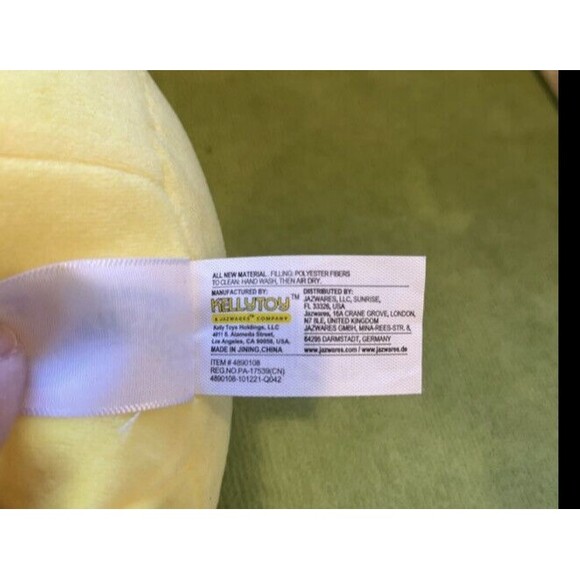 ALL NEW MATERIAL. FILLING: POLYESTER FIBERS
TO CLEAN: HAND WASH, THEN AIR DRY.
MANUFACTURED BY:
KELLYTOY™
A JAZWARES™ COMPANY
Kelly Toys Holdings, LLC
4811 S. Alameda Street,
Los Angeles, CA 90058, USA.
MADE IN JINING,CHINA
DISTRIBUTED BY:
JAZWARES, LLC, SUNRISE,
FL 33326, USA
Jazwares, 16A CRANE GROVE, LONDON,
N7 8LE, UNITED KINGDOM
JAZWARES GMBH, MINA-REES-STR. 8,
64295 DARMSTADT, GERMANY
www.jazwares.com / www.jazwares.de
ITEM # 4890108
REG.NO.PA-17539(CN)
4890108-101221-Q042